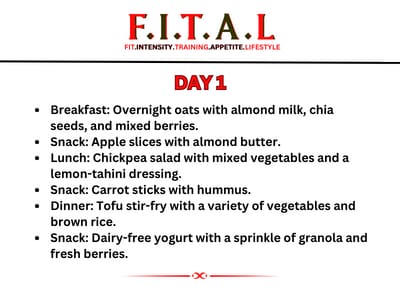 F.I.T.A.L
FIT.INTENSITY.TRAINING.APPETITE.LIFESTYLE
DAY 1
• Breakfast: Overnight oats with almond milk, chia
seeds, and mixed berries.
• Snack: Apple slices with almond butter.
• Lunch: Chickpea salad with mixed vegetables and a
lemon-tahini dressing.
• Snack: Carrot sticks with hummus.
• Dinner: Tofu stir-fry with a variety of vegetables and
brown rice.
• Snack: Dairy-free yogurt with a sprinkle of granola and
fresh berries.